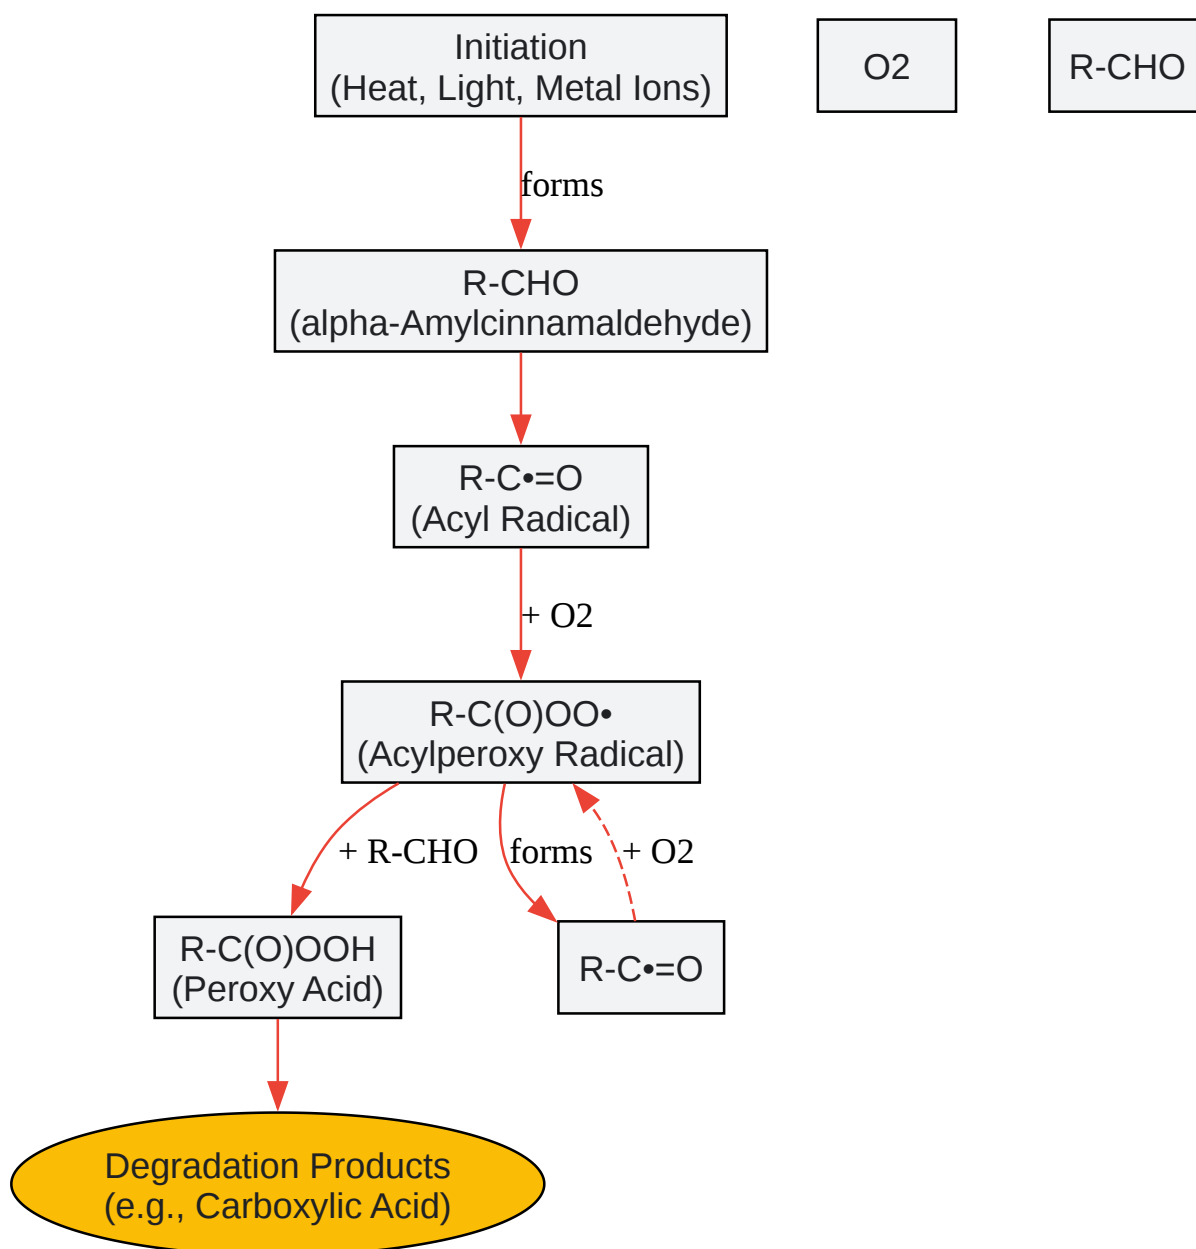 Initiation
(Heat, Light, Metal Ions)
O2
R-CHO
forms
R-CHO
(alpha-Amylcinnamaldehyde)
R-C•=O
(Acyl Radical)
+ O2
R-C(O)OO•
(Acylperoxy Radical)
+ R-CHO
forms
+ O2
R-C(O)OOH
(Peroxy Acid)
R-C•=O
Degradation Products
(e.g., Carboxylic Acid)